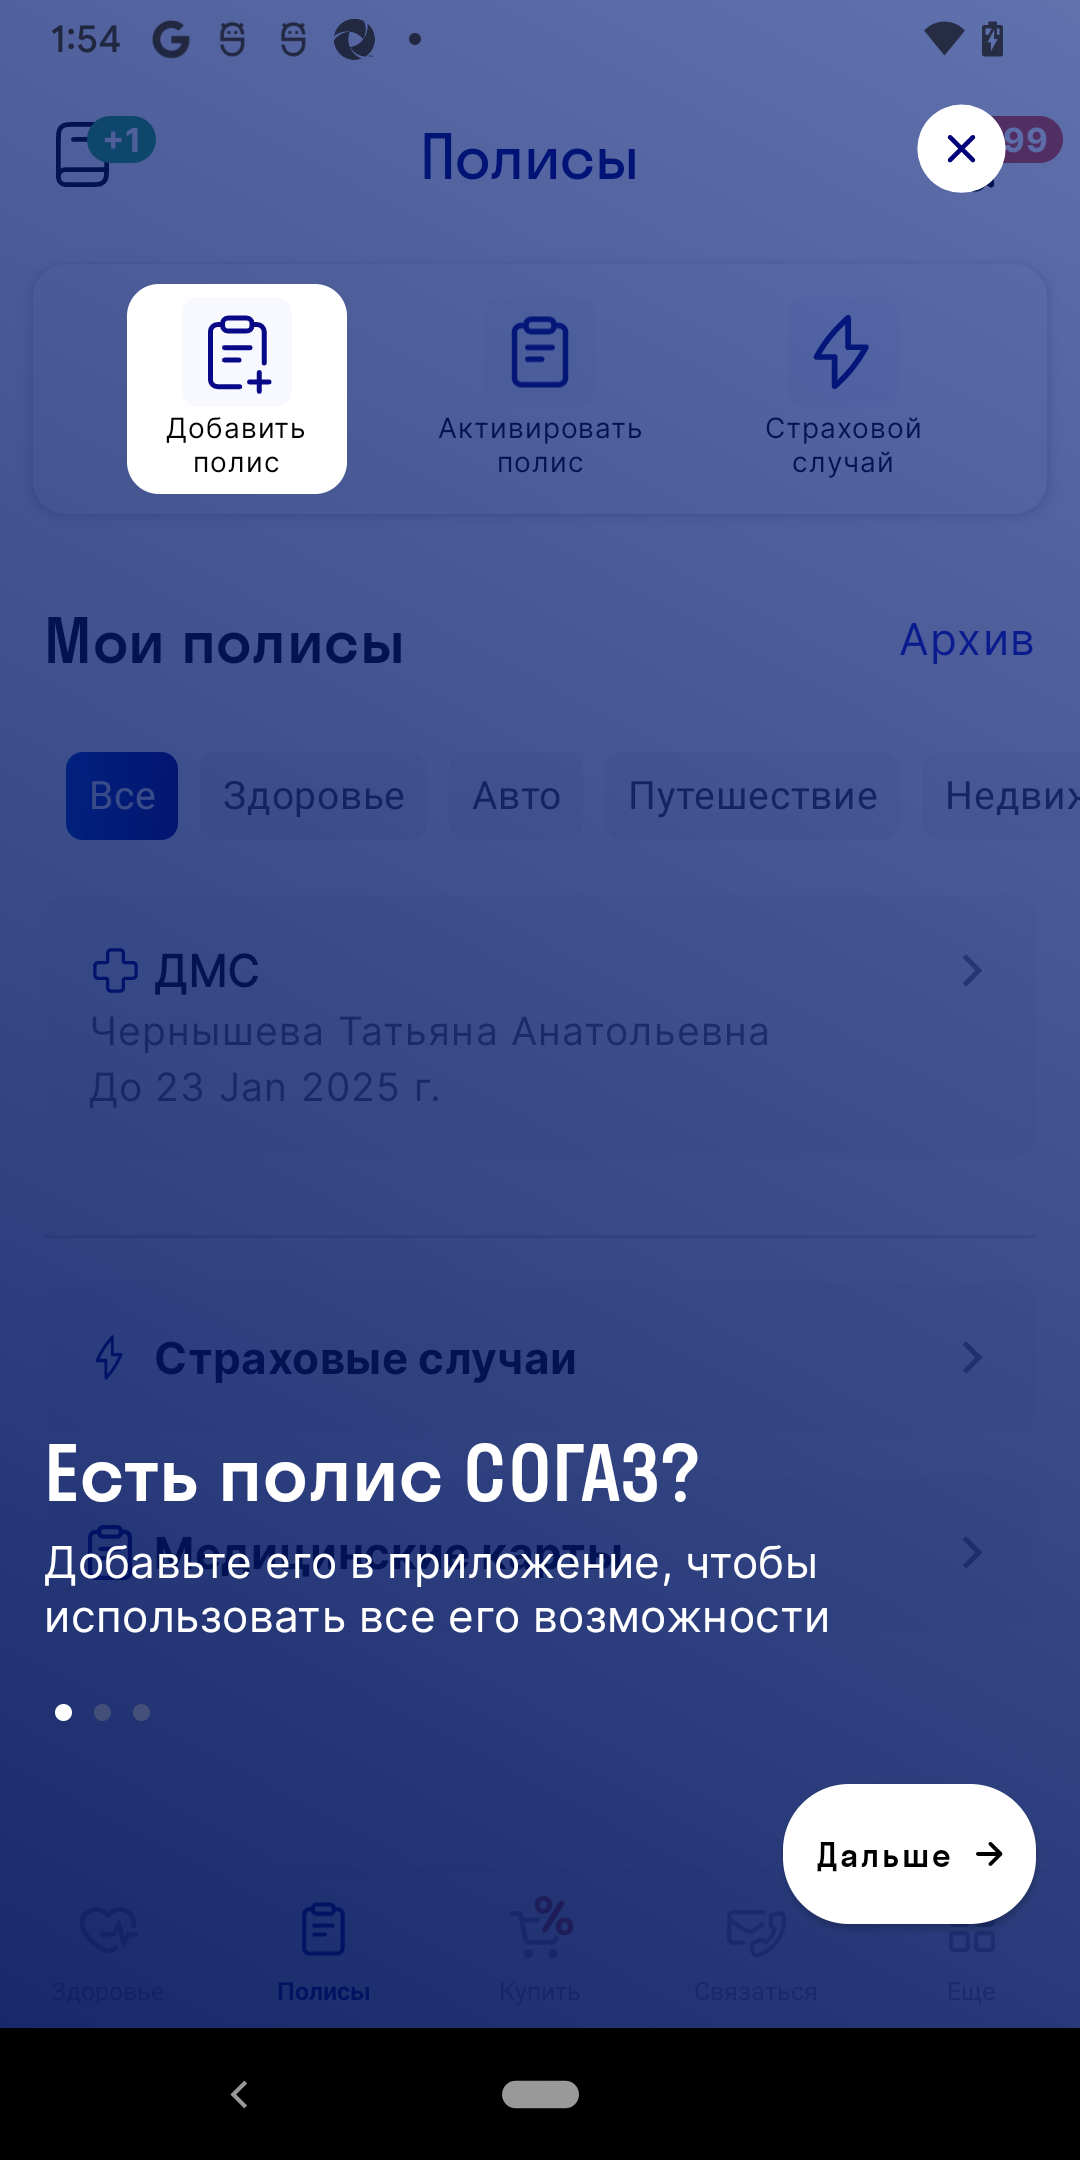 1:54
+1
Полисы
99
Добавить
полис
Активировать
полис
Страховой
случай
Мои полисы
Архив
Все
Здоровье
Авто
Путешествие
Недвиж
ДМС
Чернышева Татьяна Анатольевна
До 23 Jan 2025 г.
Страховые случаи
Есть полис СОГАЗ?
Медицинские карты
Добавьте его в приложение, чтобы
использовать все его возможности
Дальше
Здоровье
Полисы
Купить
Связаться
Еще